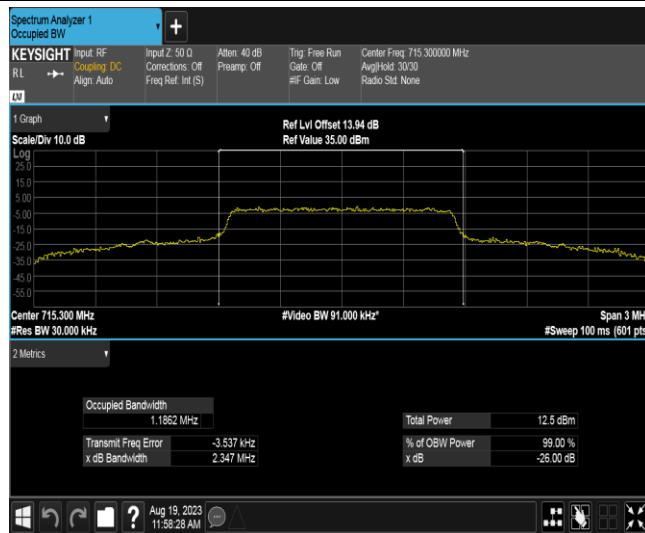 Spectrum Analyzer 1
Occupied BW
+
KEYSIGHT Input: RF Input Z: 50 Ω Atten: 40 dB Trig: Free Run Center Freq: 715.300000 MHz
RL Coupling: DC Corrections: Off Preamp: Off Gate: Off Avg|Hold: 30/30
Align: Auto Freq Ref: Int (S) #IF Gain: Low Radio Std: None
LXI
1 Graph
Scale/Div 10.0 dB
Ref Lvl Offset 13.94 dB
Ref Value 35.00 dBm
Log
25.0
15.0
5.00
-5.00
-15.0
-25.0
-35.0
-45.0
-55.0
Center 715.300 MHz #Video BW 91.000 kHz* Span 3 MH
#Res BW 30.000 kHz #Sweep 100 ms (601 pts
2 Metrics
Occupied Bandwidth
1.1862 MHz Total Power 12.5 dBm
Transmit Freq Error -3.537 kHz % of OBW Power 99.00 %
x dB Bandwidth 2.347 MHz x dB -26.00 dB
? Aug 19, 2023
11:58:28 AM